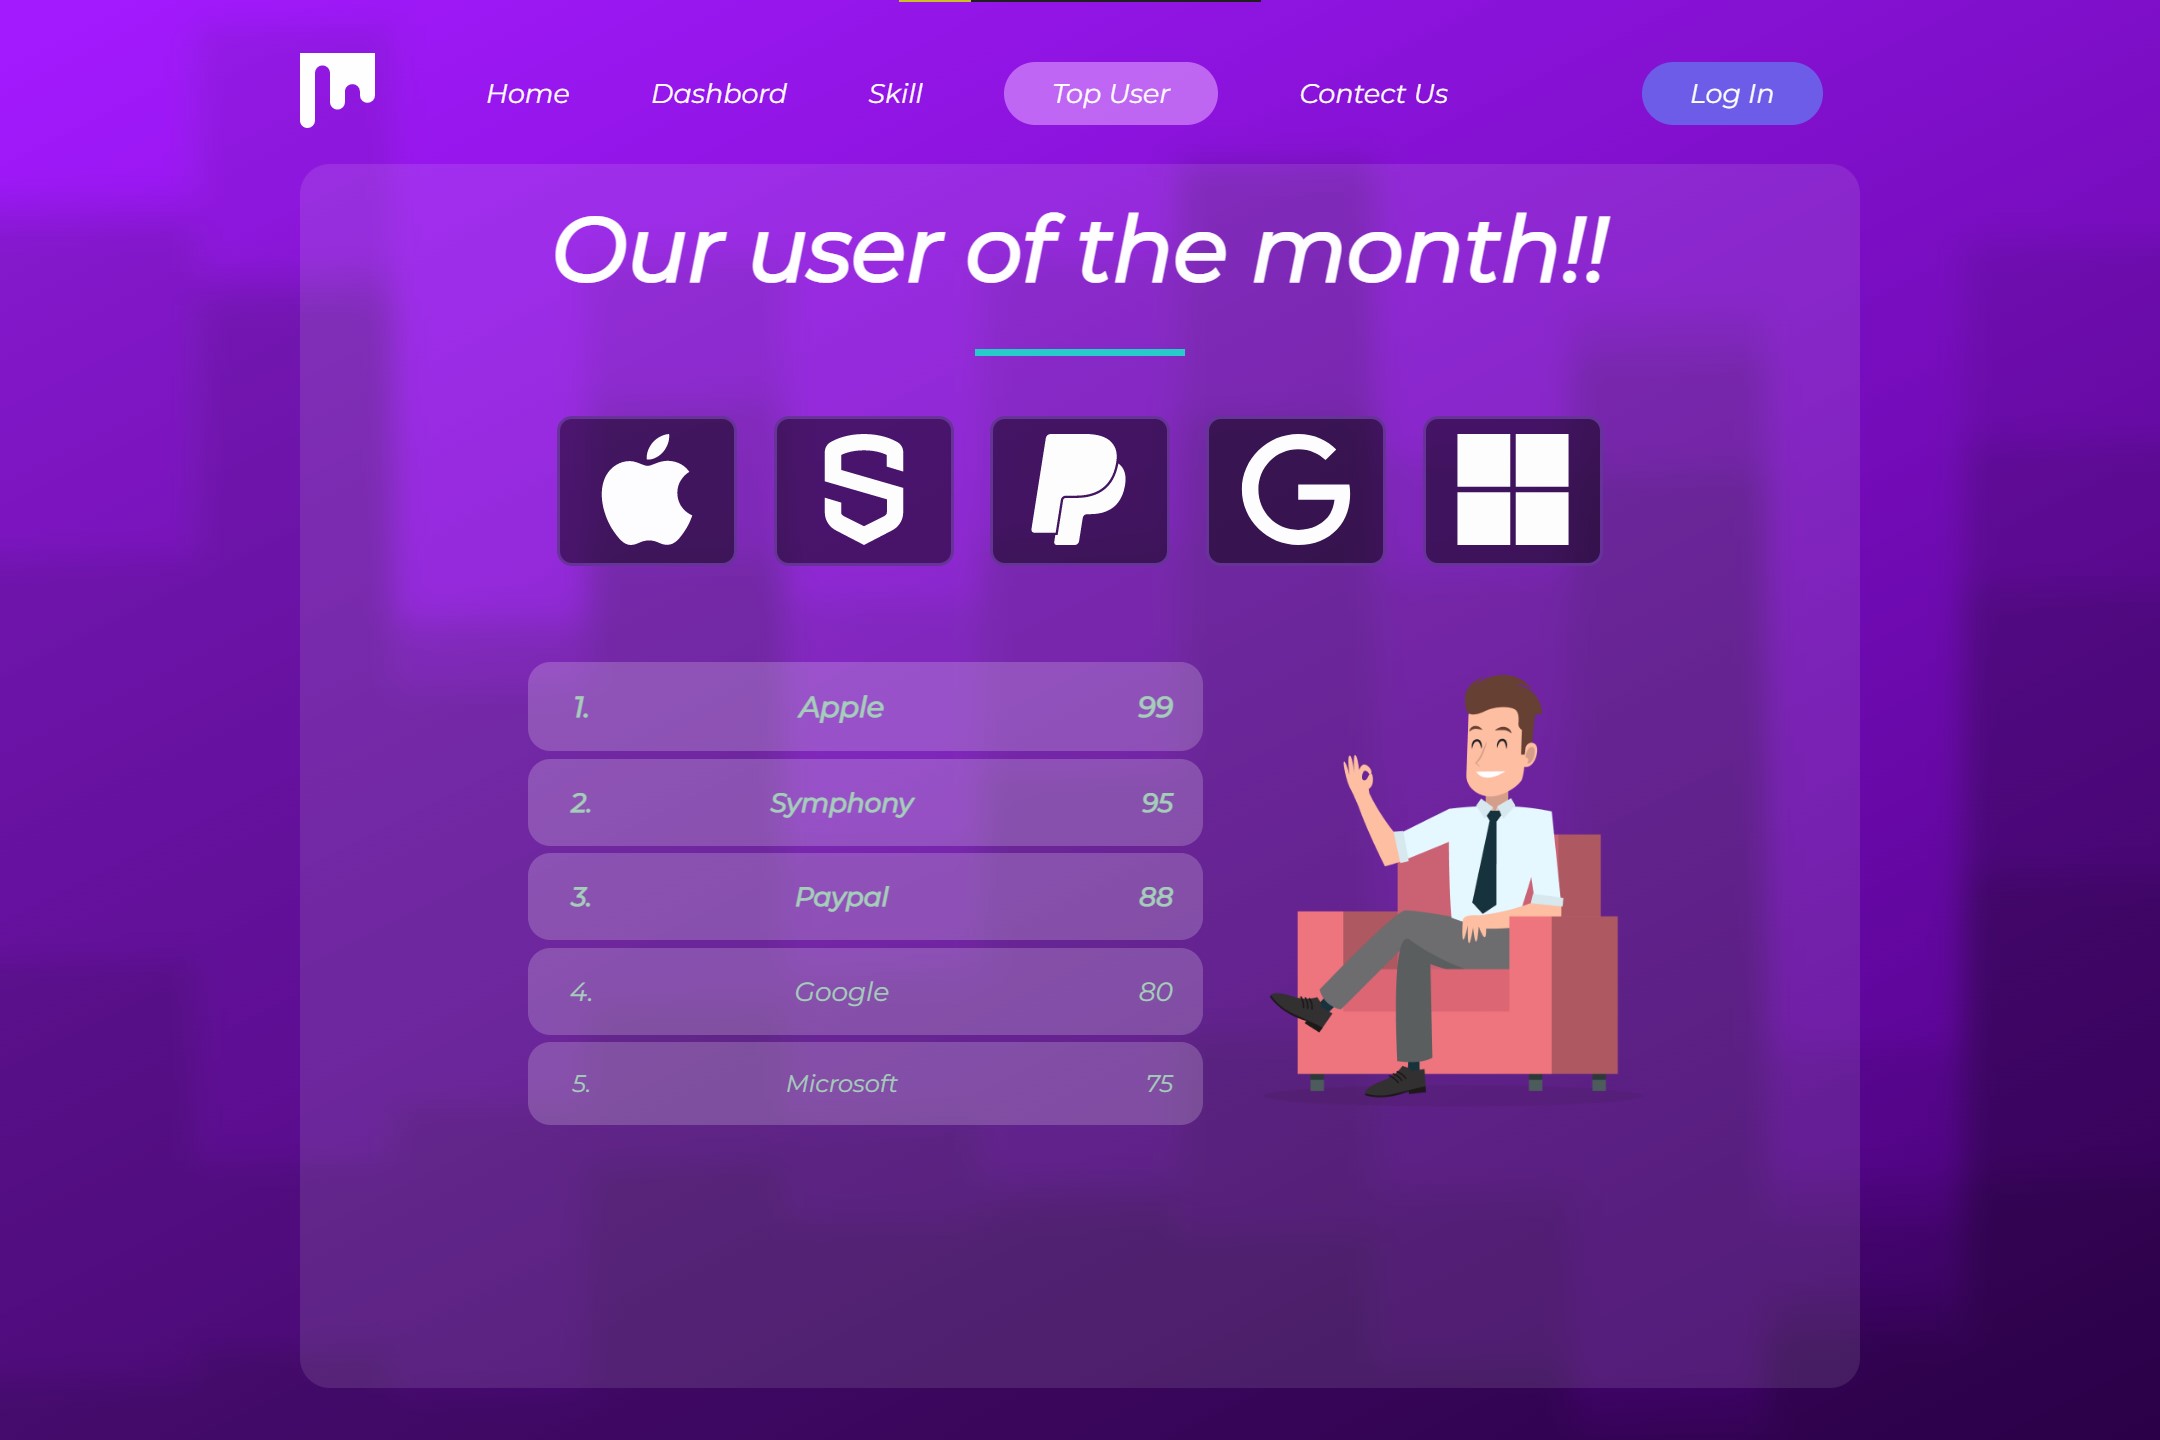 Home Dashbord Skill Top User Contect Us Log In
Our user of the month!!
1. Apple 99
2. Symphony 95
3. Paypal 88
4. Google 80
5. Microsoft 75